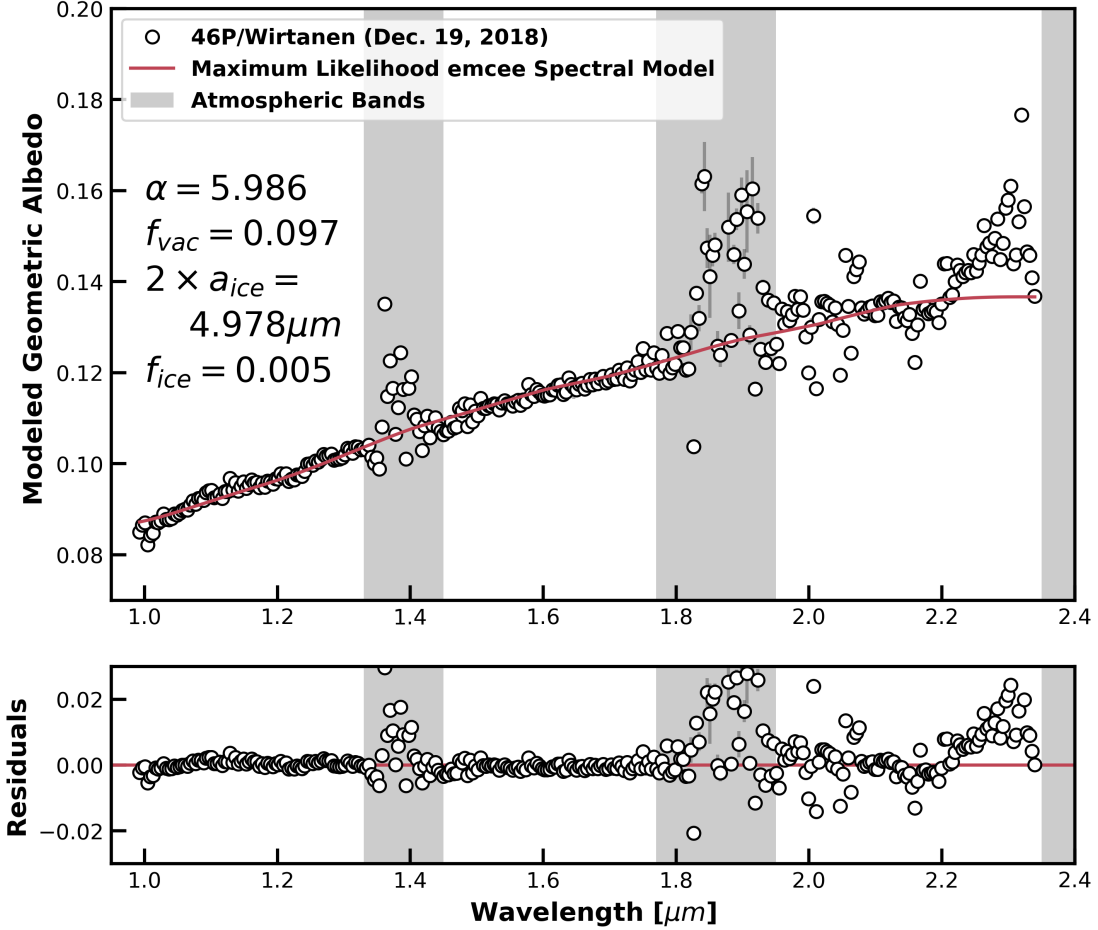 0.20
0.18
0.16
0.14
0.12
0.10
0.08
Modeled Geometric Albedo
46P/Wirtanen (Dec. 19, 2018)
Maximum Likelihood emcee Spectral Model
Atmospheric Bands
α = 5.986
f_vac = 0.097
2 × a_ice =
4.978μm
f_ice = 0.005
1.0 1.2 1.4 1.6 1.8 2.0 2.2 2.4
0.02
0.00
−0.02
Residuals
1.0 1.2 1.4 1.6 1.8 2.0 2.2 2.4
Wavelength [μm]